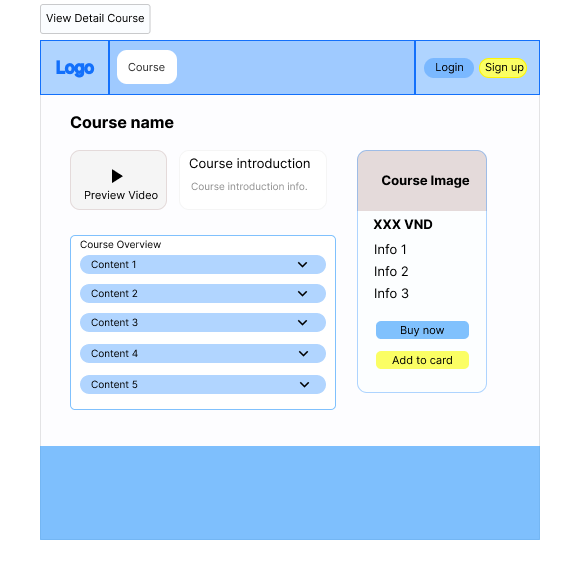 View Detail Course
Logo
Course
Login
Sign up
Course name
Preview Video
Course introduction
Course introduction info.
Course Overview
Content 1
Content 2
Content 3
Content 4
Content 5
Course Image
XXX VND
Info 1
Info 2
Info 3
Buy now
Add to card